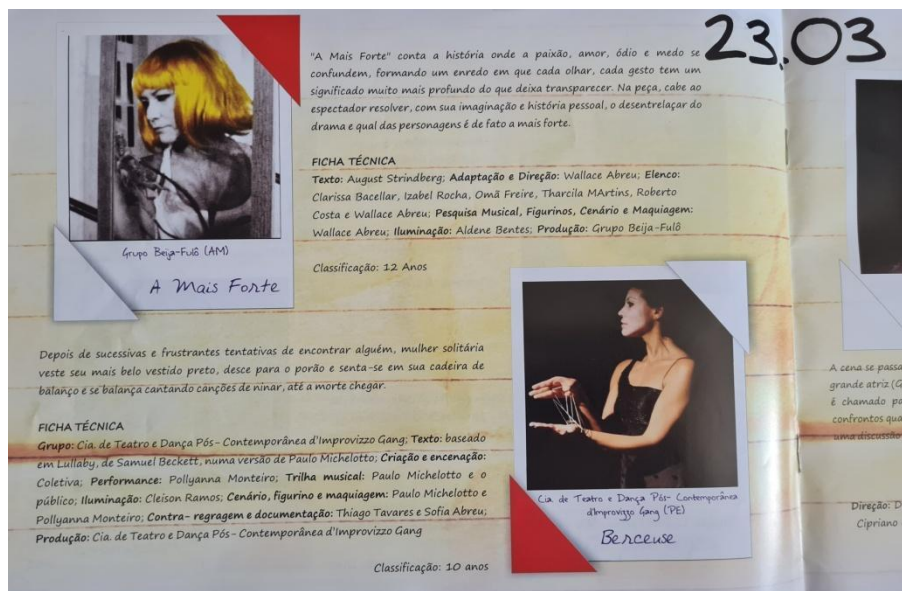 23.03
"A Mais Forte" conta a história onde a paixão, amor, ódio e medo se
confundem, formando um enredo em que cada olhar, cada gesto tem um
significado muito mais profundo do que deixa transparecer. Na peça, cabe ao
espectador resolver, com sua imaginação e história pessoal, o desentrelaçar do
drama e qual das personagens é de fato a mais forte.
FICHA TÉCNICA
Texto: August Strindberg; Adaptação e Direção: Wallace Abreu; Elenco:
Clarissa Bacellar, Izabel Rocha, Omã Freire, Tharcila MArtins, Roberto
Costa e Wallace Abreu; Pesquisa Musical, Figurinos, Cenário e Maquiagem:
Wallace Abreu; Iluminação: Aldene Bentes; Produção: Grupo Beija-Fulô
Classificação: 12 Anos
Grupo Beija-Fulô (AM)
A Mais Forte
Depois de sucessivas e frustrantes tentativas de encontrar alguém, mulher solitária
veste seu mais belo vestido preto, desce para o porão e senta-se em sua cadeira de
balanço e se balança cantando canções de ninar, até a morte chegar.
FICHA TÉCNICA
Grupo: Cia. de Teatro e Dança Pós- Contemporânea d'Improvizzo Gang; Texto: baseado
em Lullaby, de Samuel Beckett, numa versão de Paulo Michelotto; Criação e encenação:
Coletiva; Performance: Pollyanna Monteiro; Trilha musical: Paulo Michelotto e o
público; Iluminação: Cleison Ramos; Cenário, figurino e maquiagem: Paulo Michelotto e
Pollyanna Monteiro; Contra- regragem e documentação: Thiago Tavares e Sofia Abreu;
Produção: Cia. de Teatro e Dança Pós- Contemporânea d'Improvizzo Gang
Classificação: 10 anos
Cia. de Teatro e Dança Pós- Contemporânea
d'Improvizzo Gang (PE)
Berceuse
A cena se passa
grande atriz (G
é chamado pa
confrontos qua
uma discussão
Direção: D
Cipriano